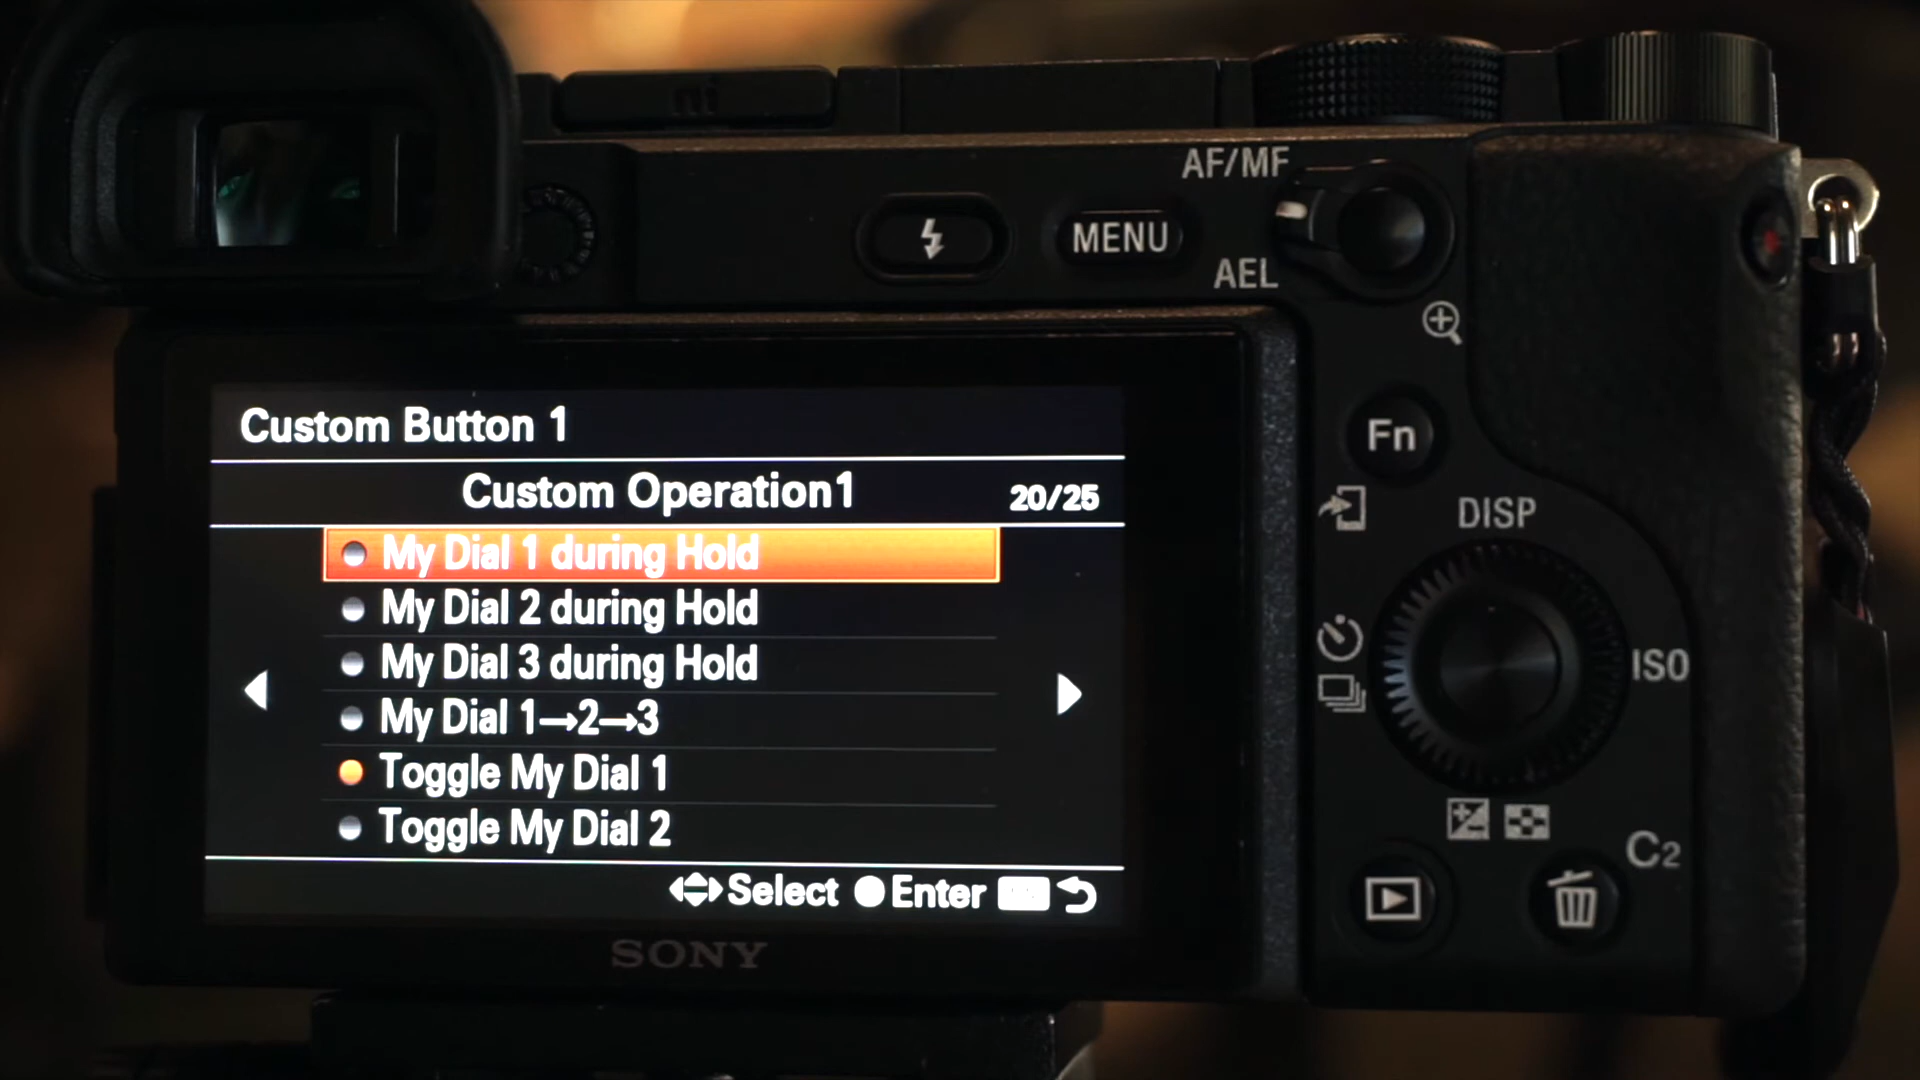 AF/MF
MENU
AEL
Fn
DISP
ISO
C2
Custom Button 1
Custom Operation1 20/25
My Dial 1 during Hold
My Dial 2 during Hold
My Dial 3 during Hold
My Dial 1→2→3
Toggle My Dial 1
Toggle My Dial 2
Select Enter
SONY